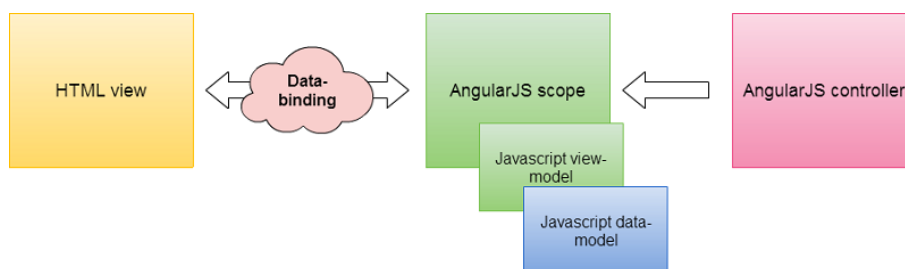 HTML view
Data-
binding
AngularJS scope
AngularJS controller
Javascript view-
model
Javascript data-
model